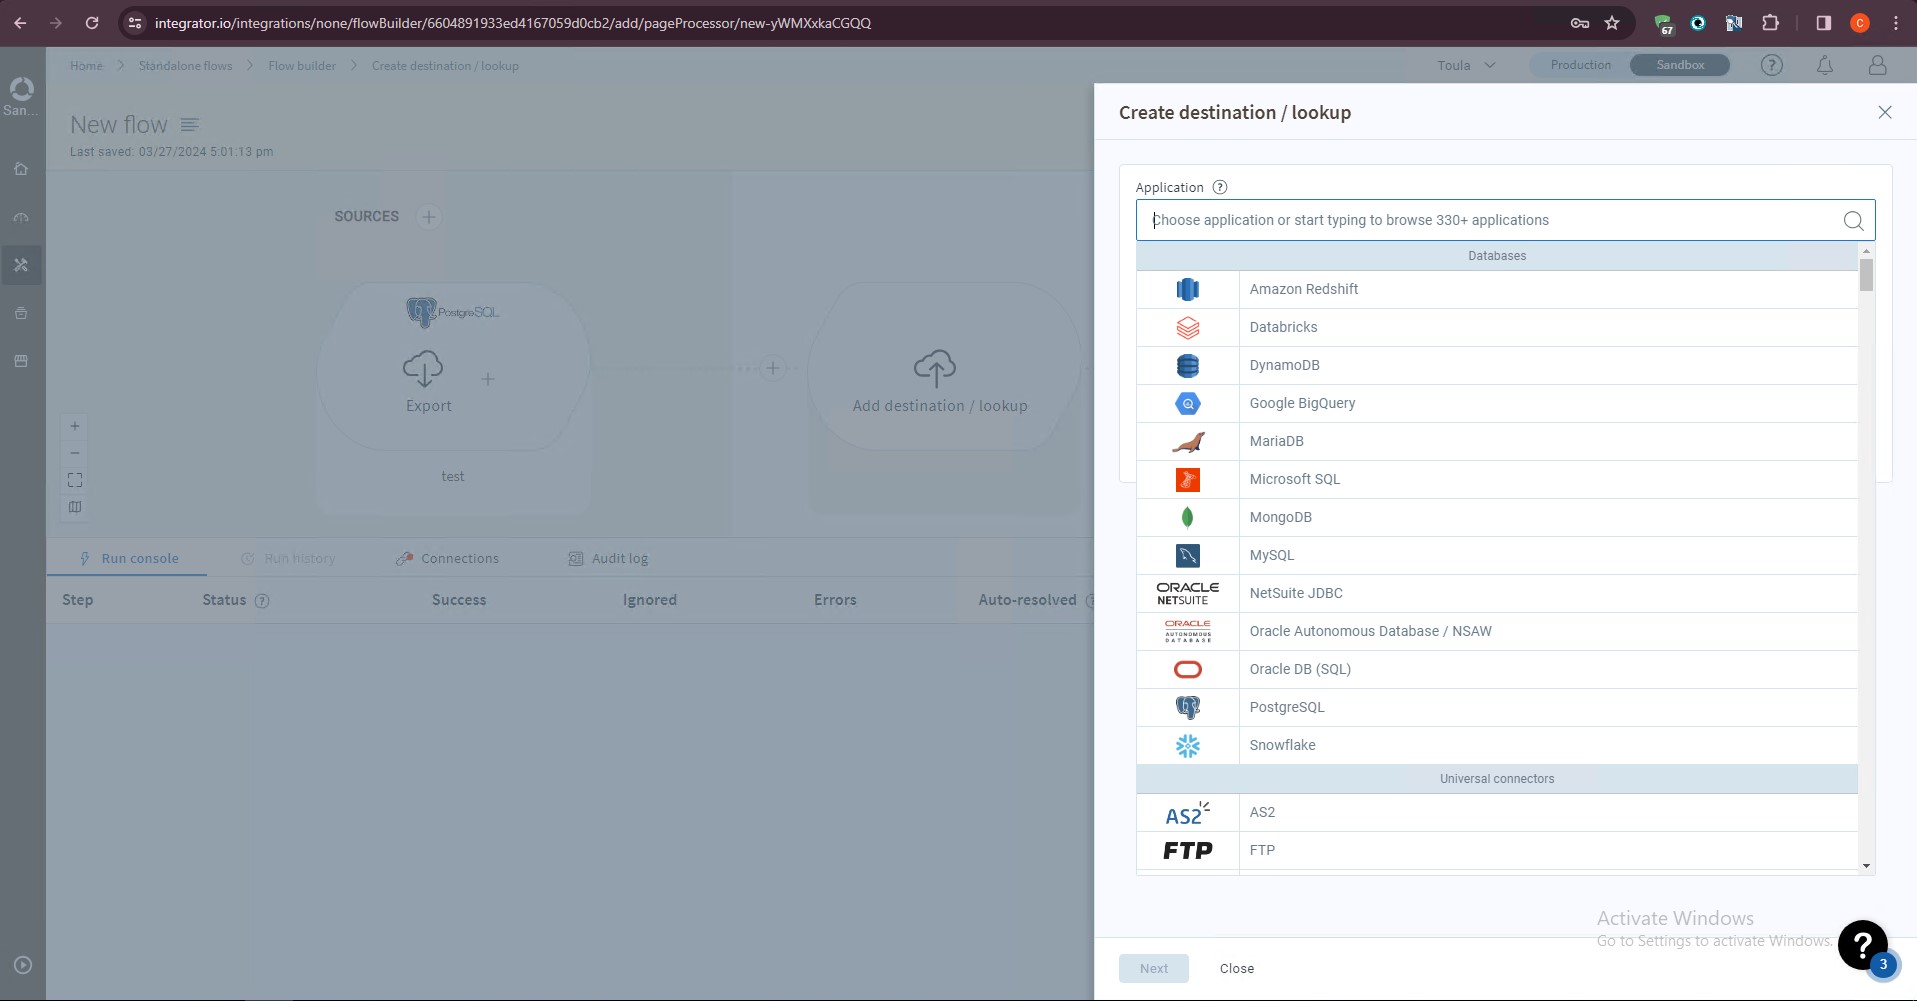 integrator.io/integrations/none/flowBuilder/6604891933ed4167059d0cb2/add/pageProcessor/new-yWMXxkaCGQQ
67
C
San...
Home
Standalone flows
Flow builder
Create destination / lookup
Toula
Production
Sandbox
?
New flow
Last saved: 03/27/2024 5:01:13 pm
SOURCES
PostgreSQL
Export
test
Add destination / lookup
Run console
Run history
Connections
Audit log
Step
Status ?
Success
Ignored
Errors
Auto-resolved
Create destination / lookup
Application ?
Choose application or start typing to browse 330+ applications
Databases
Amazon Redshift
Databricks
DynamoDB
Google BigQuery
MariaDB
Microsoft SQL
MongoDB
MySQL
ORACLE
NETSUITE
NetSuite JDBC
ORACLE
AUTONOMOUS
DATABASE
Oracle Autonomous Database / NSAW
Oracle DB (SQL)
PostgreSQL
Snowflake
Universal connectors
AS2
AS2
FTP
FTP
Activate Windows
Go to Settings to activate Windows.
Next
Close
?
3